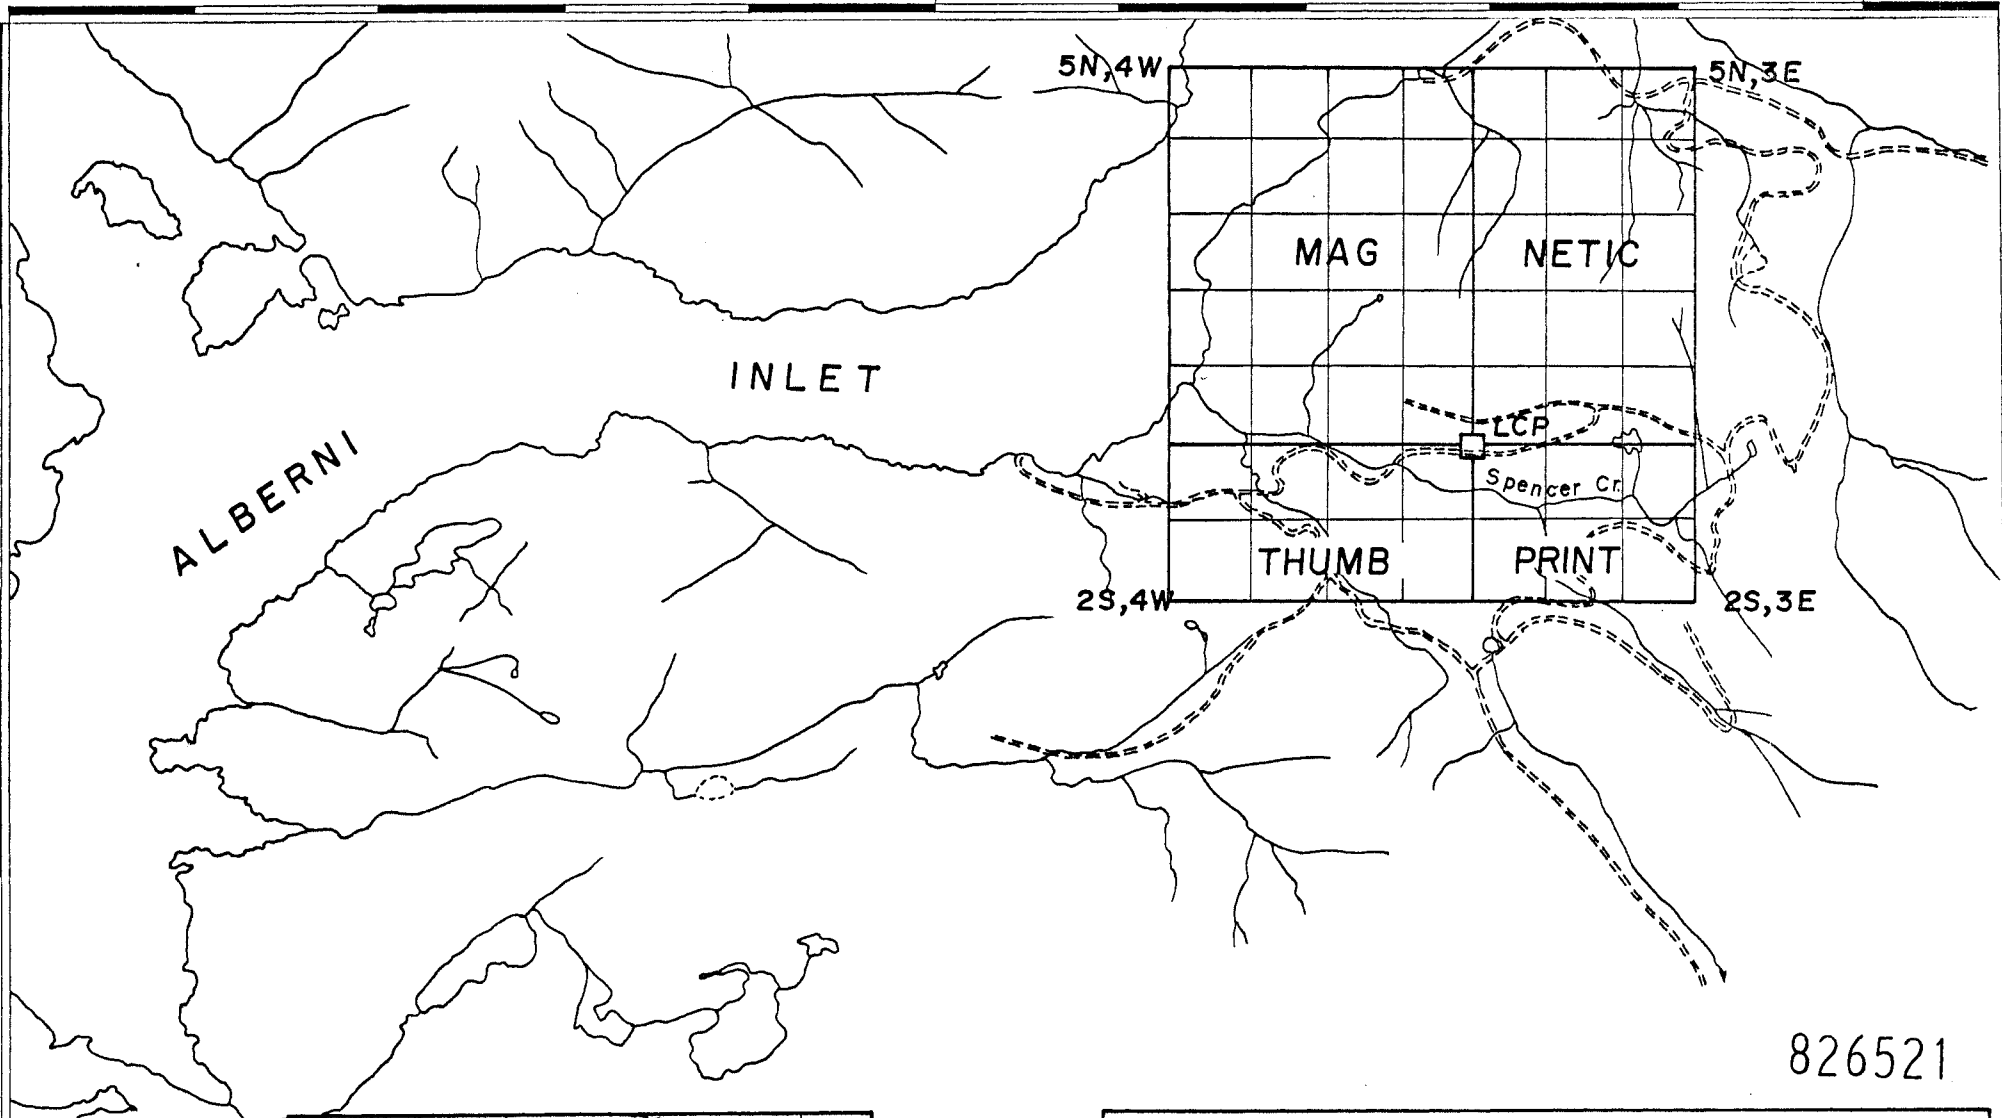 5N,4W
5N,3E
MAG NETIC
INLET
ALBERNI
LCP
Spencer Cr.
THUMB PRINT
2S,4W
2S,3E
826521